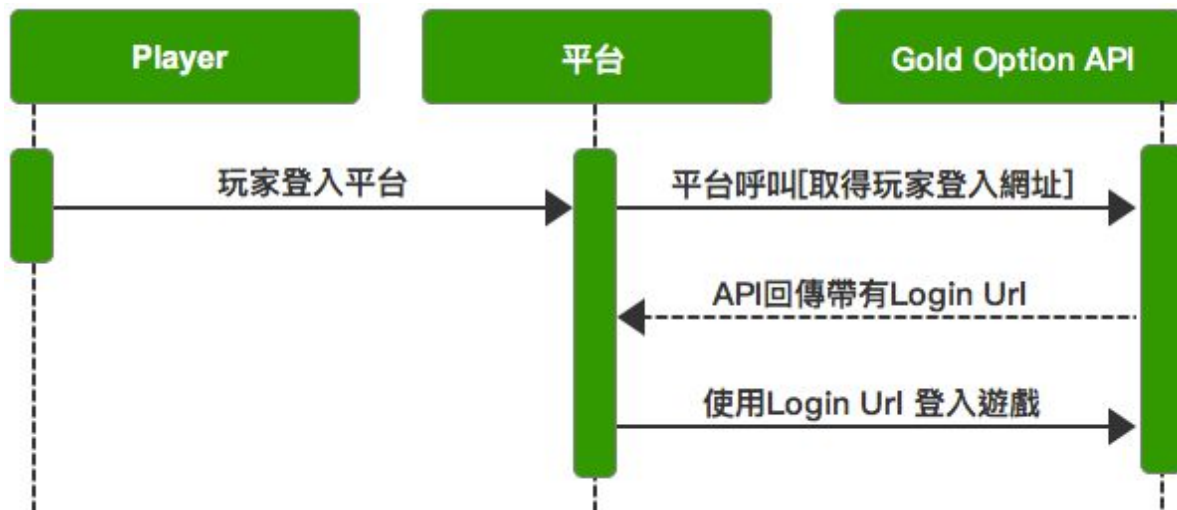 Player
平台
Gold Option API
玩家登入平台
平台呼叫[取得玩家登入網址]
API回傳帶有Login Url
使用Login Url 登入遊戲